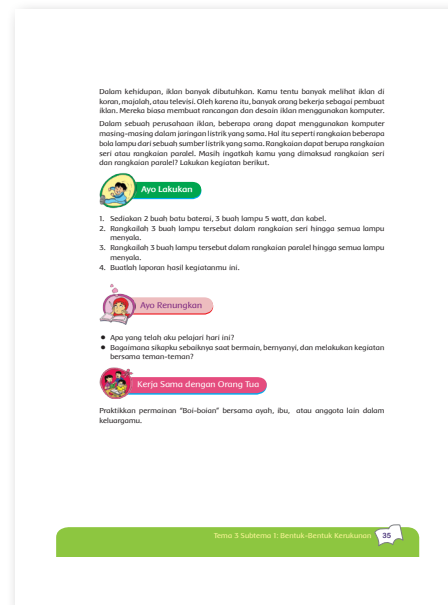 Dalam kehidupan, iklan banyak dibutuhkan. Kamu tentu banyak melihat iklan di
koran, majalah, atau televisi. Oleh karena itu, banyak orang bekerja sebagai pembuat
iklan. Mereka biasa membuat rancangan dan desain iklan menggunakan komputer.
Dalam sebuah perusahaan iklan, beberapa orang dapat menggunakan komputer
masing-masing dalam jaringan listrik yang sama. Hal itu seperti rangkaian beberapa
bola lampu dari sebuah sumber listrik yang sama. Rangkaian dapat berupa rangkaian
seri atau rangkaian paralel. Masih ingatkah kamu yang dimaksud rangkaian seri
dan rangkaian paralel? Lakukan kegiatan berikut.
Ayo Lakukan
1. Sediakan 2 buah batu baterai, 3 buah lampu 5 watt, dan kabel.
2. Rangkailah 3 buah lampu tersebut dalam rangkaian seri hingga semua lampu
menyala.
3. Rangkailah 3 buah lampu tersebut dalam rangkaian paralel hingga semua lampu
menyala.
4. Buatlah laporan hasil kegiatanmu ini.
Ayo Renungkan
• Apa yang telah aku pelajari hari ini?
• Bagaimana sikapku sebaiknya saat bermain, bernyanyi, dan melakukan kegiatan
bersama teman-teman?
Kerja Sama dengan Orang Tua
Praktikkan permainan "Boi-boian" bersama ayah, ibu, atau anggota lain dalam
keluargamu.
Tema 3 Subtema 1: Bentuk-Bentuk Kerukunan
35